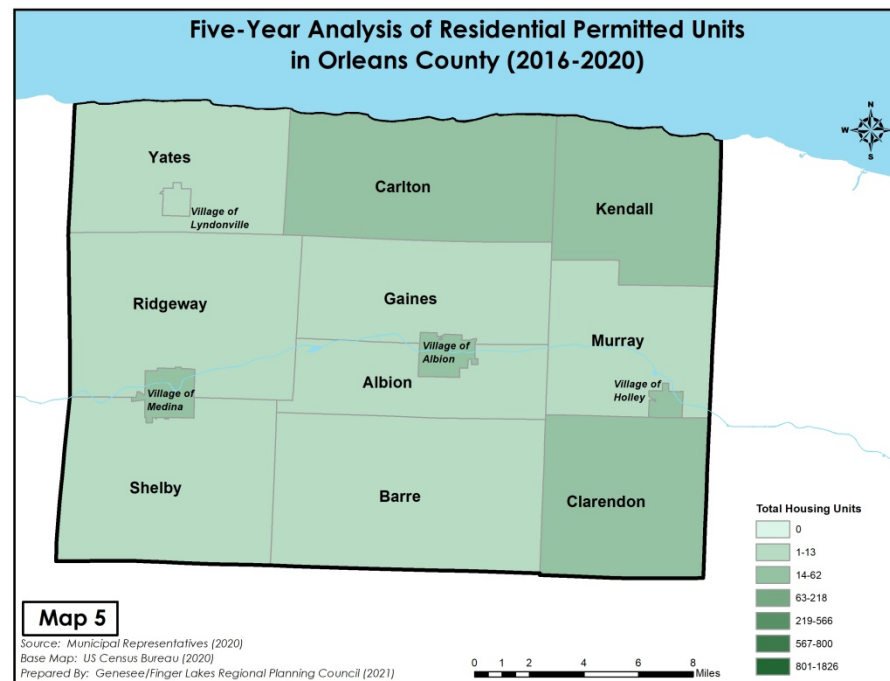 Five-Year Analysis of Residential Permitted Units
in Orleans County (2016-2020)
N
W
E
S
Yates
Carlton
Kendall
Village of
Lyndonville
Ridgeway
Gaines
Murray
Village of
Albion
Albion
Village of
Medina
Village of
Holley
Shelby
Barre
Clarendon
Total Housing Units
0
1-13
14-62
63-218
219-566
567-800
801-1826
Map 5
Source: Municipal Representatives (2020)
Base Map: US Census Bureau (2020)
Prepared By: Genesee/Finger Lakes Regional Planning Council (2021)
0 1 2 4 6 8
Miles